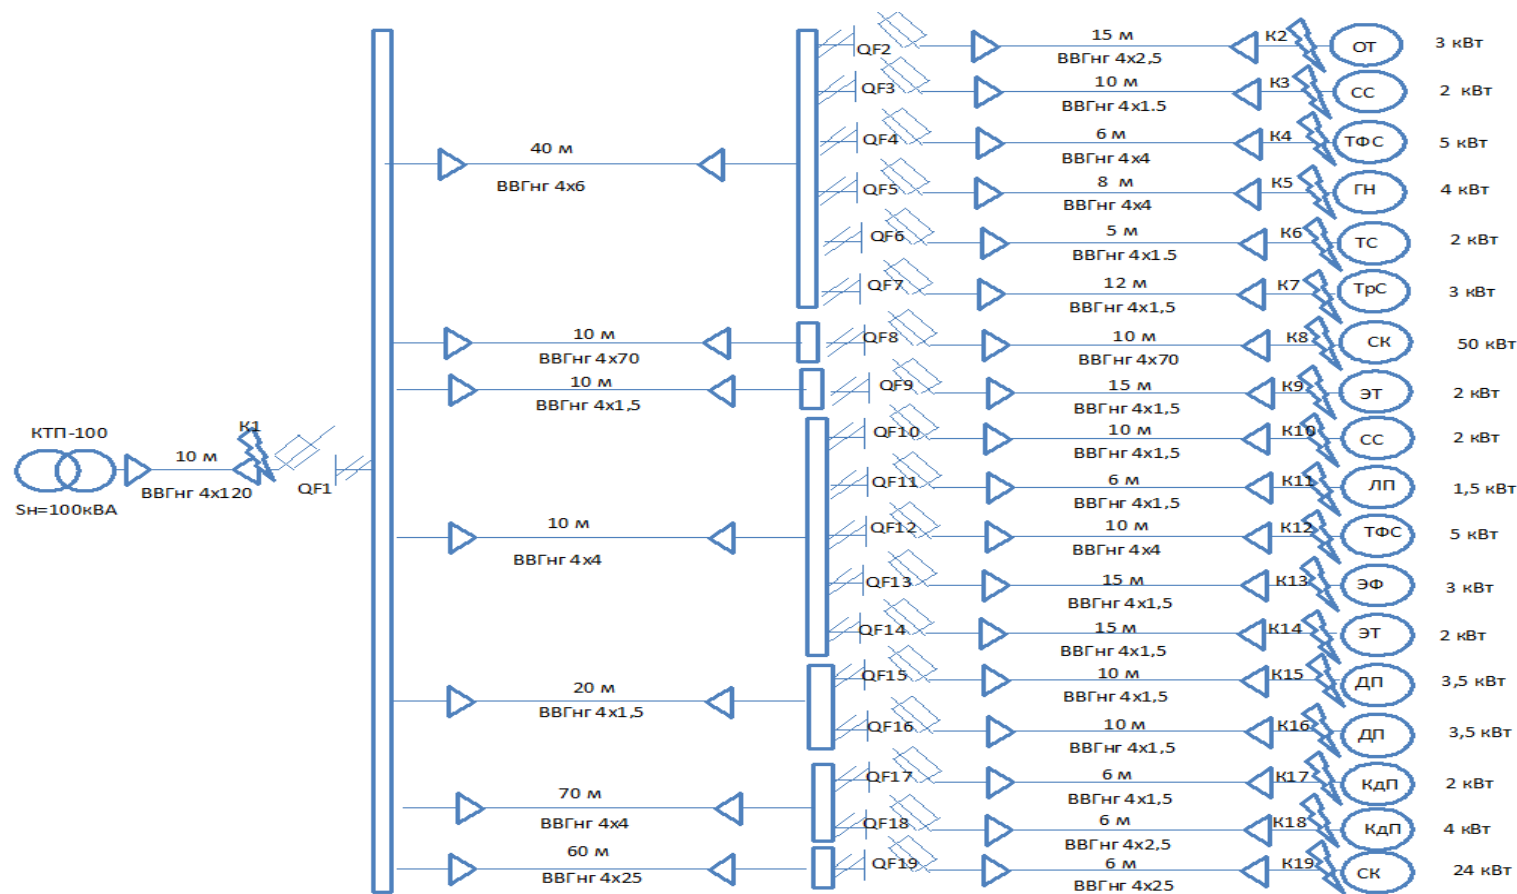 КТП-100
Sн=100кВА
10 м
ВВГнг 4х120
К1
QF1
40 м
ВВГнг 4х6
QF2
15 м
ВВГнг 4х2,5
К2
ОТ
3 кВт
QF3
10 м
ВВГнг 4х1.5
К3
СС
2 кВт
QF4
6 м
ВВГнг 4х4
К4
ТФС
5 кВт
QF5
8 м
ВВГнг 4х4
К5
ГН
4 кВт
QF6
5 м
ВВГнг 4х1.5
К6
ТС
2 кВт
QF7
12 м
ВВГнг 4х1,5
К7
ТрС
3 кВт
10 м
ВВГнг 4х70
QF8
10 м
ВВГнг 4х70
К8
СК
50 кВт
10 м
ВВГнг 4х1,5
QF9
15 м
ВВГнг 4х1,5
К9
ЭТ
2 кВт
10 м
ВВГнг 4х4
QF10
10 м
ВВГнг 4х1,5
К10
СС
2 кВт
QF11
6 м
ВВГнг 4х1,5
К11
ЛП
1,5 кВт
QF12
10 м
ВВГнг 4х4
К12
ТФС
5 кВт
QF13
15 м
ВВГнг 4х1,5
К13
ЭФ
3 кВт
QF14
15 м
ВВГнг 4х1,5
К14
ЭТ
2 кВт
20 м
ВВГнг 4х1,5
QF15
10 м
ВВГнг 4х1,5
К15
ДП
3,5 кВт
QF16
10 м
ВВГнг 4х1,5
К16
ДП
3,5 кВт
70 м
ВВГнг 4х4
QF17
6 м
ВВГнг 4х1,5
К17
КдП
2 кВт
QF18
6 м
ВВГнг 4х2,5
К18
КдП
4 кВт
60 м
ВВГнг 4х25
QF19
6 м
ВВГнг 4х25
К19
СК
24 кВт